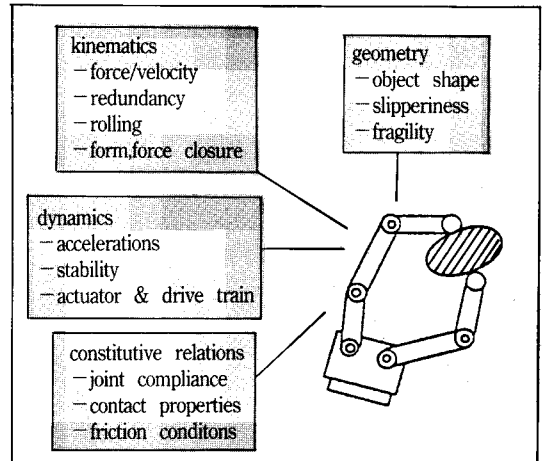 kinematics
—force/velocity
—redundancy
—rolling
—form,force closure
geometry
—object shape
—slipperiness
—fragility
dynamics
—accelerations
—stability
—actuator & drive train
constitutive relations
—joint compliance
—contact properties
—friction conditons